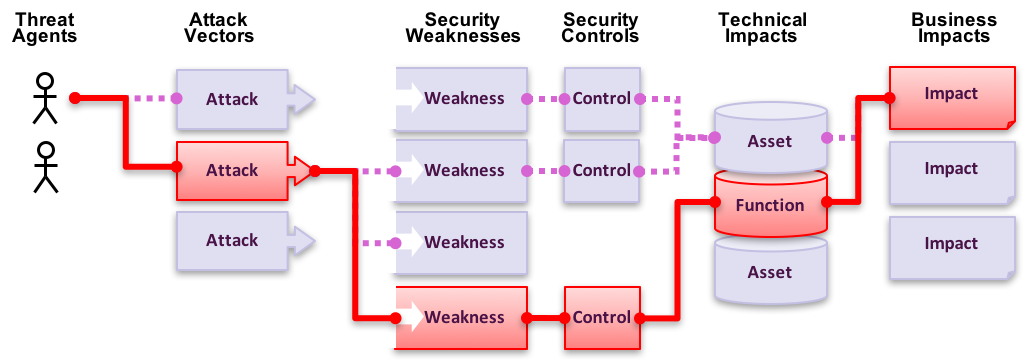 Threat
Agents
Attack
Vectors
Security
Weaknesses
Security
Controls
Technical
Impacts
Business
Impacts
Attack
Weakness
Control
Impact
Asset
Attack
Weakness
Control
Impact
Function
Attack
Weakness
Impact
Asset
Weakness
Control